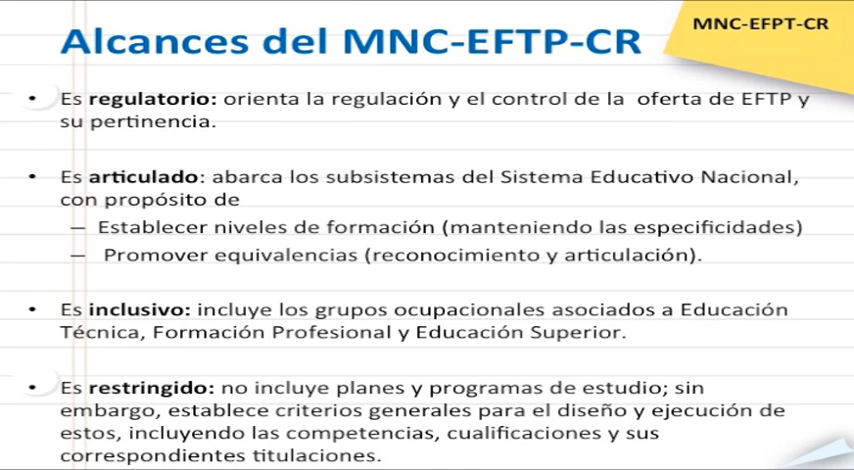 Alcances del MNC-EFTP-CR
MNC-EFPT-CR
• Es regulatorio: orienta la regulación y el control de la oferta de EFTP y
su pertinencia.
• Es articulado: abarca los subsistemas del Sistema Educativo Nacional,
con propósito de
– Establecer niveles de formación (manteniendo las especificidades)
– Promover equivalencias (reconocimiento y articulación).
• Es inclusivo: incluye los grupos ocupacionales asociados a Educación
Técnica, Formación Profesional y Educación Superior.
• Es restringido: no incluye planes y programas de estudio; sin
embargo, establece criterios generales para el diseño y ejecución de
estos, incluyendo las competencias, cualificaciones y sus
correspondientes titulaciones.